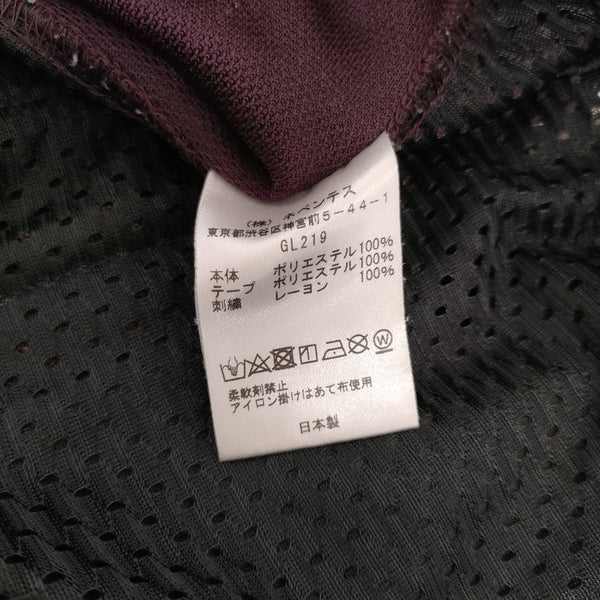 (株) ネペンテス
東京都渋谷区神宮前5-44-1
GL219
本体 ポリエステル100%
テープ ポリエステル100%
刺繍 レーヨン 100%
柔軟剤禁止
アイロン掛けはあて布使用
日本製